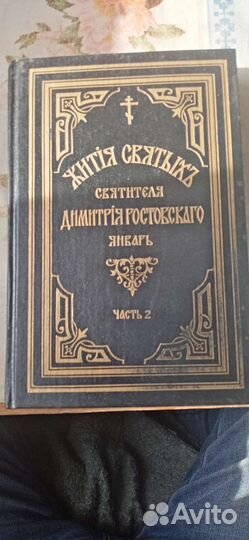 ЖИТІЯ СВЯТЫХЪ
СВЯТИТЕЛЯ
ДИМИТРІЯ РОСТОВСКАГО
ЯНВАРЬ
ЧАСТЬ 2
Avito